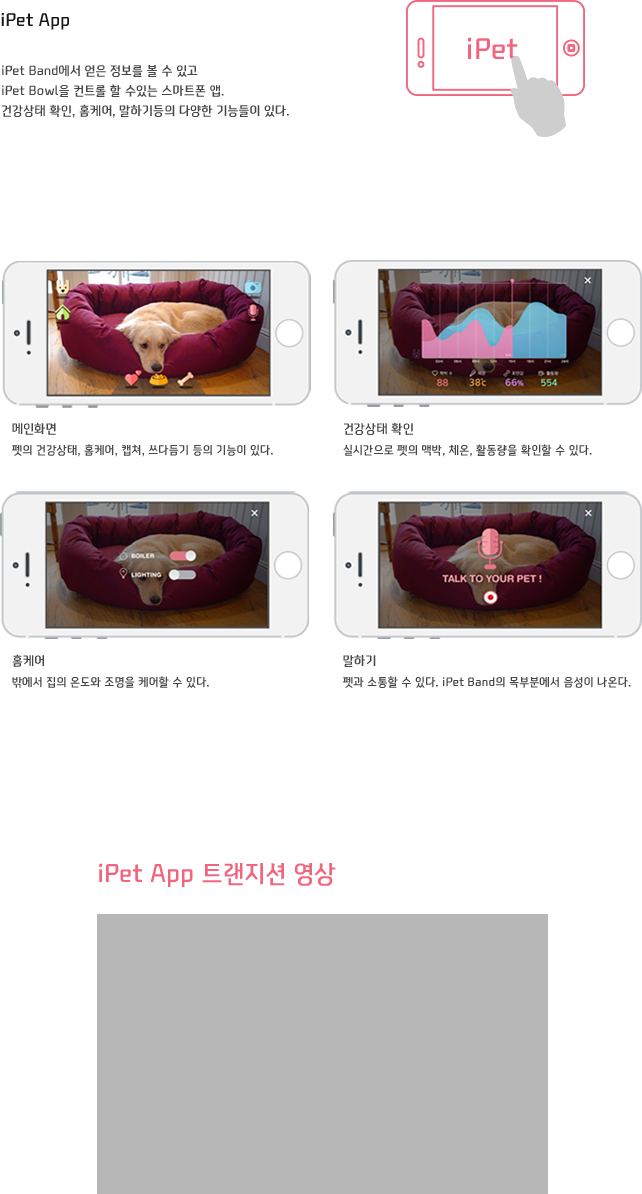 iPet App
iPet
iPet Band에서 얻은 정보를 볼 수 있고
iPet Bowl을 컨트롤 할 수있는 스마트폰 앱.
건강상태 확인, 홈케어, 말하기등의 다양한 기능들이 있다.
88
38℃
66%
554
메인화면
펫의 건강상태, 홈케어, 캡쳐, 쓰다듬기 등의 기능이 있다.
건강상태 확인
실시간으로 펫의 맥박, 체온, 활동량을 확인할 수 있다.
BOILER
LIGHTING
TALK TO YOUR PET !
홈케어
밖에서 집의 온도와 조명을 케어할 수 있다.
말하기
펫과 소통할 수 있다. iPet Band의 목부분에서 음성이 나온다.
iPet App 트랜지션 영상